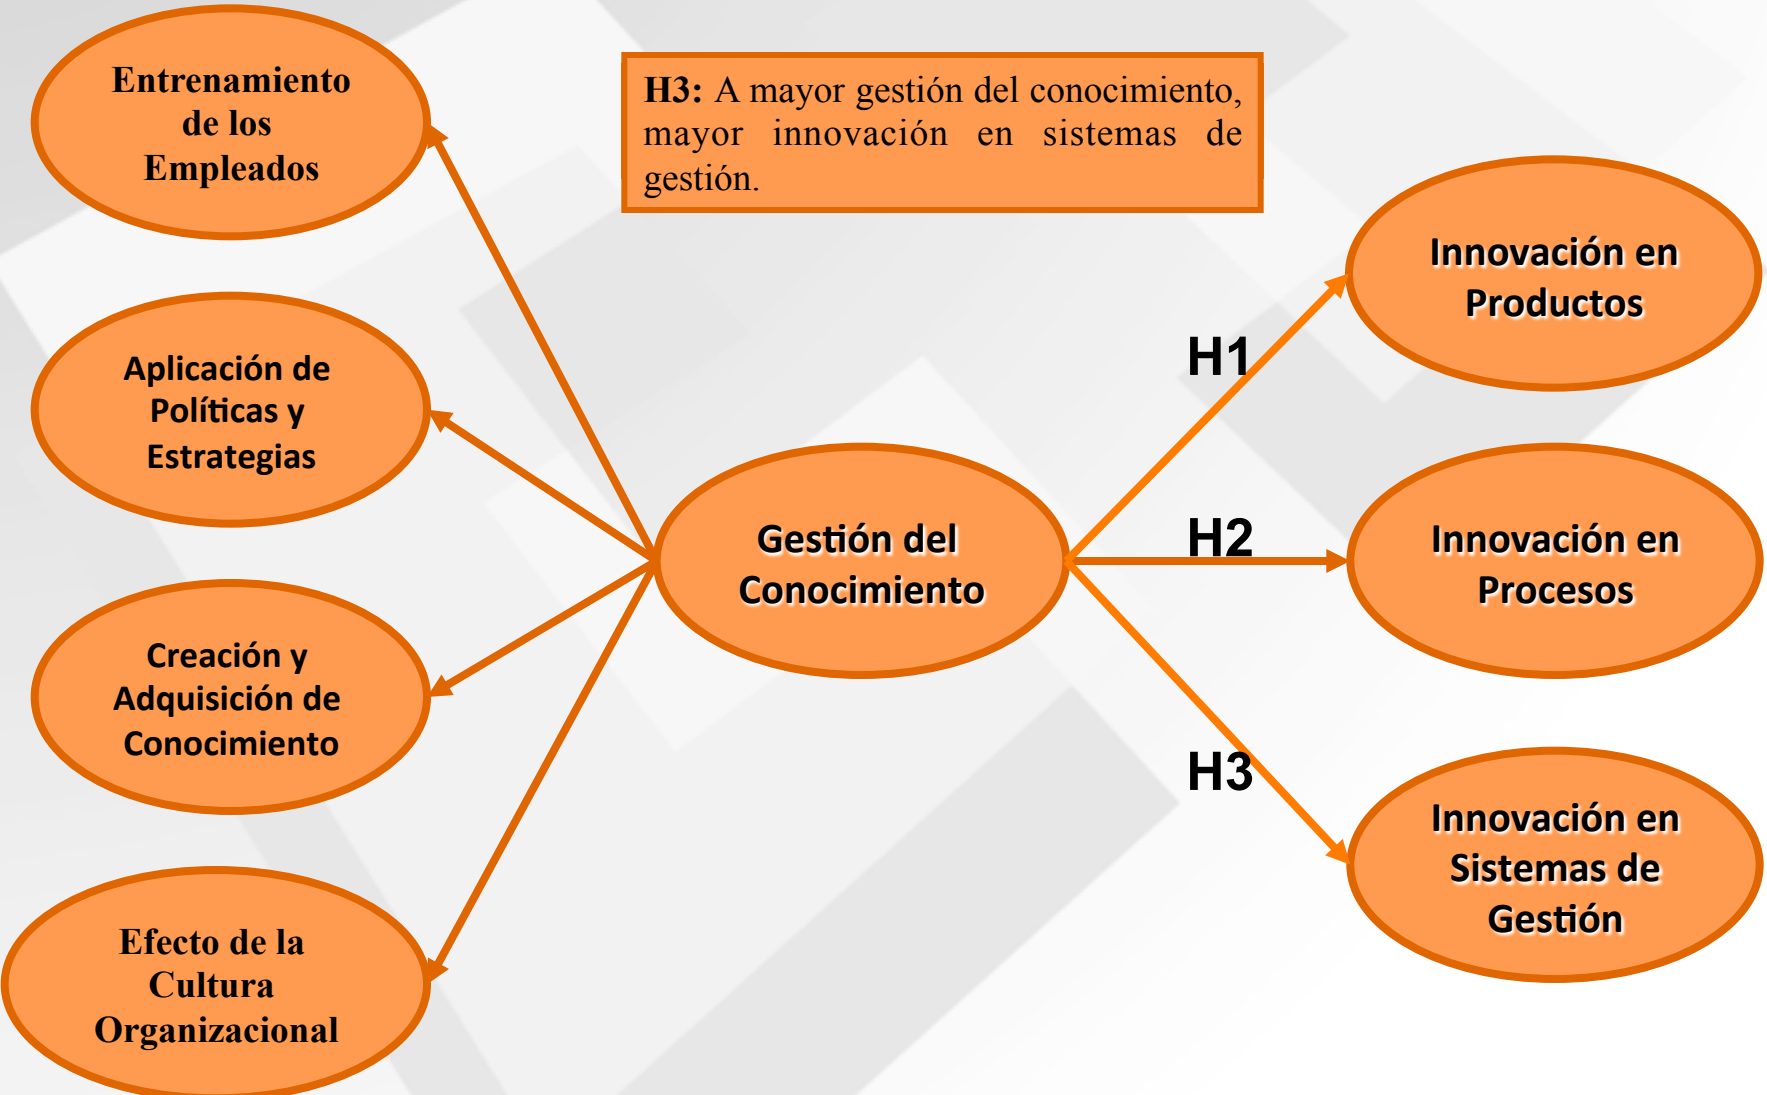 Entrenamiento
de los
Empleados
H3: A mayor gestión del conocimiento,
mayor innovación en sistemas de
gestión.
Innovación en
Productos
Aplicación de
Políticas y
Estrategias
H1
Gestión del
Conocimiento
H2
Innovación en
Procesos
Creación y
Adquisición de
Conocimiento
H3
Innovación en
Sistemas de
Gestión
Efecto de la
Cultura
Organizacional